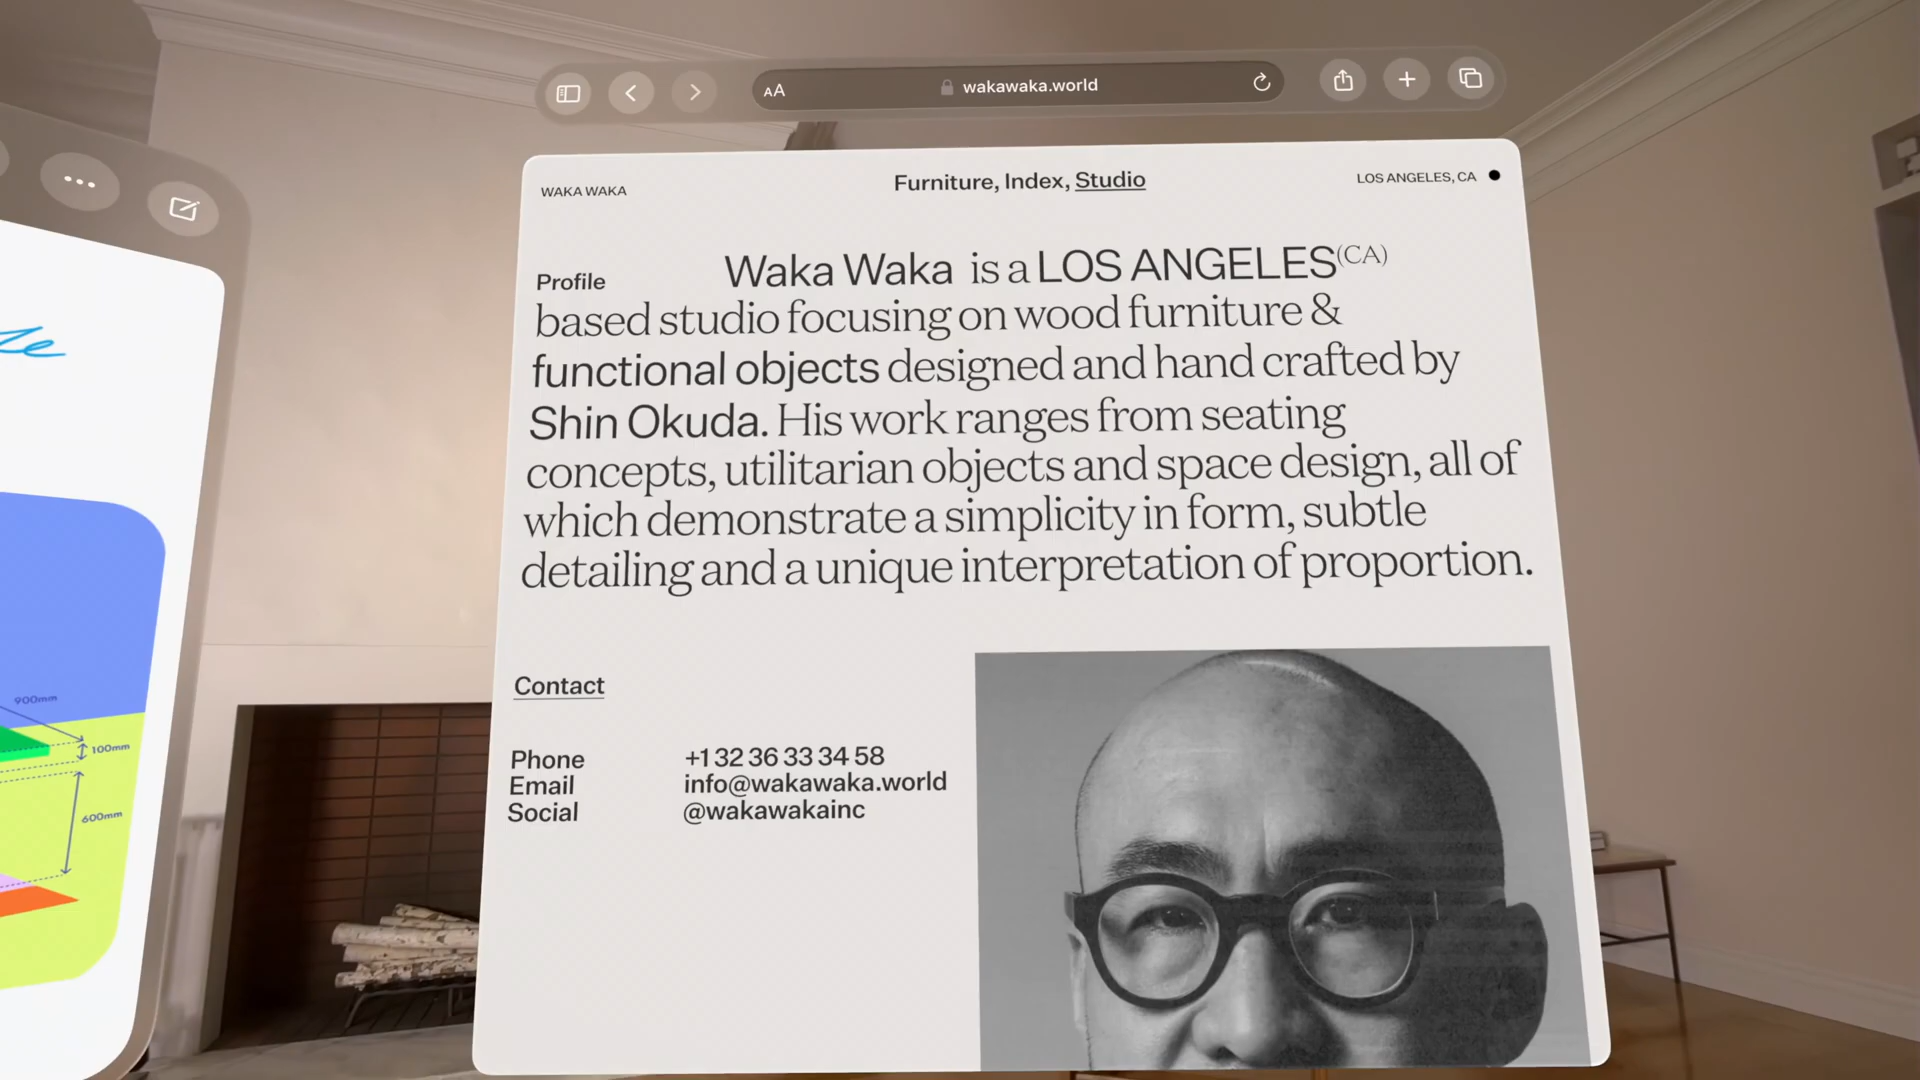 AA
wakawaka.world
WAKA WAKA
Furniture, Index, Studio
LOS ANGELES, CA
Profile
Waka Waka is a LOS ANGELES(CA)
based studio focusing on wood furniture &
functional objects designed and hand crafted by
Shin Okuda. His work ranges from seating
concepts, utilitarian objects and space design, all of
which demonstrate a simplicity in form, subtle
detailing and a unique interpretation of proportion.
Contact
Phone +1 32 36 33 34 58
Email info@wakawaka.world
Social @wakawakainc
900mm
100mm
600mm